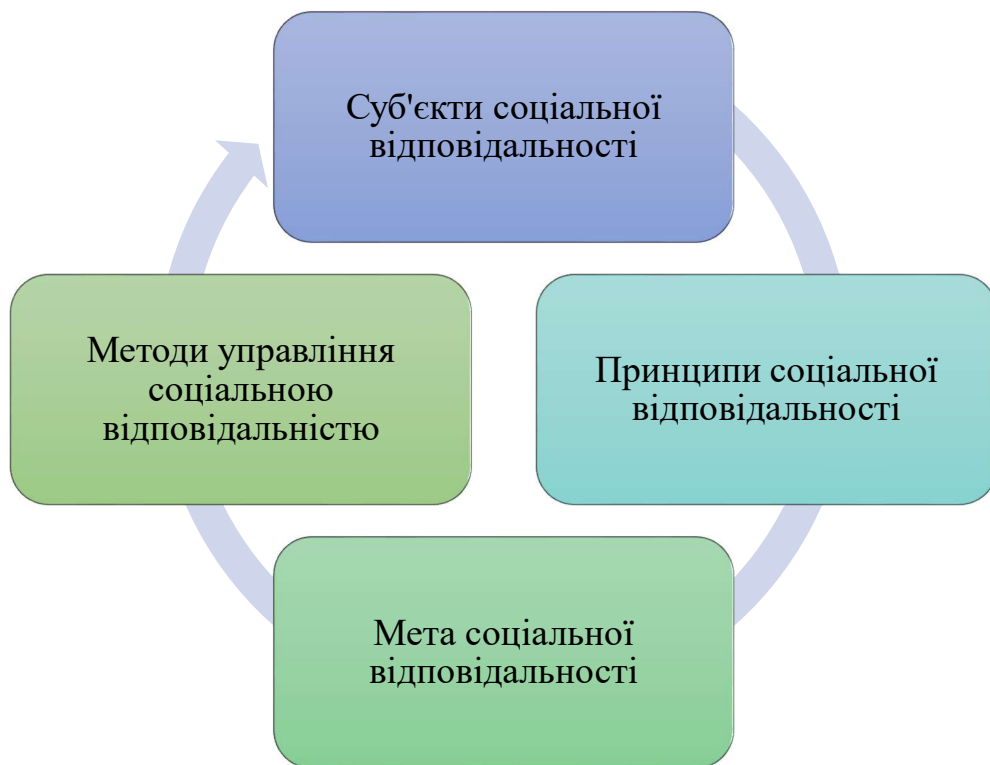 Суб'єкти соціальної
відповідальності
Принципи соціальної
відповідальності
Мета соціальної
відповідальності
Методи управління
соціальною
відповідальністю